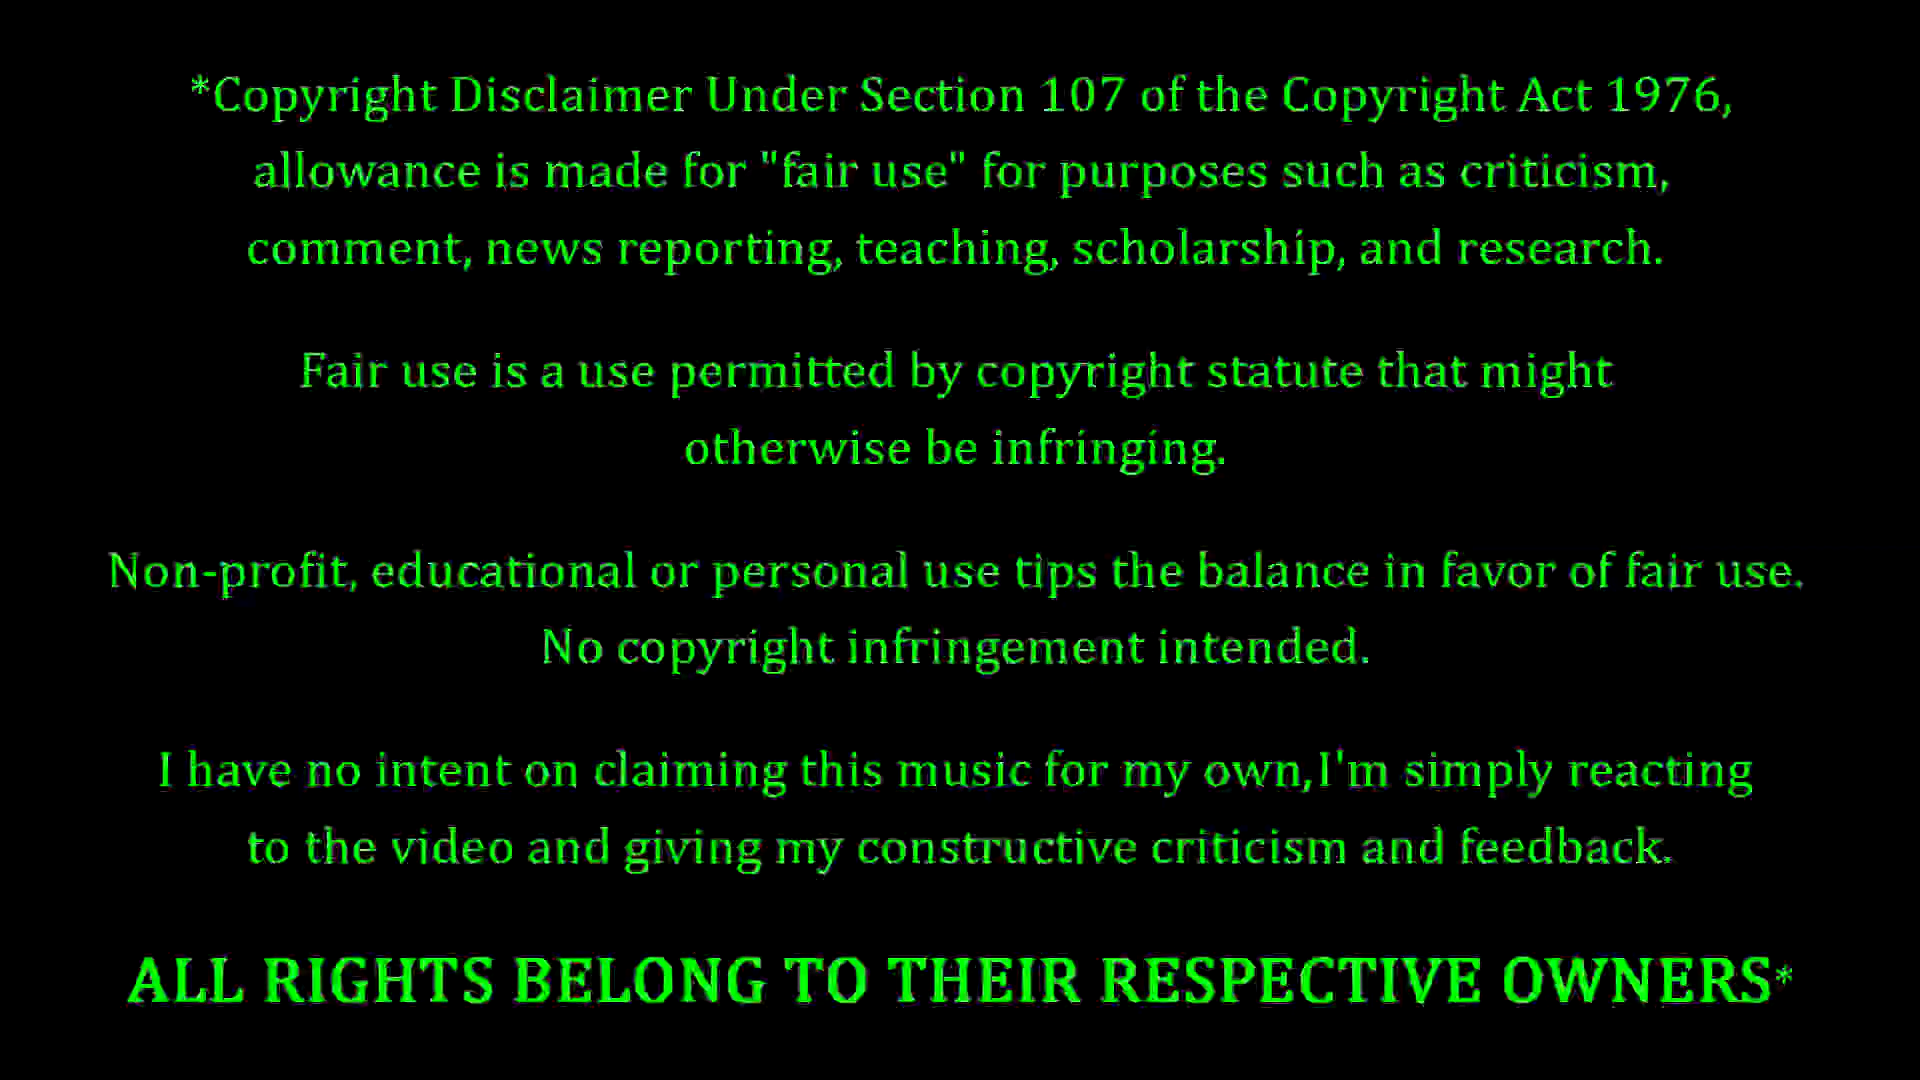 *Copyright Disclaimer Under Section 107 of the Copyright Act 1976,
allowance is made for "fair use" for purposes such as criticism,
comment, news reporting, teaching, scholarship, and research.
Fair use is a use permitted by copyright statute that might
otherwise be infringing.
Non-profit, educational or personal use tips the balance in favor of fair use.
No copyright infringement intended.
I have no intent on claiming this music for my own,I'm simply reacting
to the video and giving my constructive criticism and feedback.
ALL RIGHTS BELONG TO THEIR RESPECTIVE OWNERS*